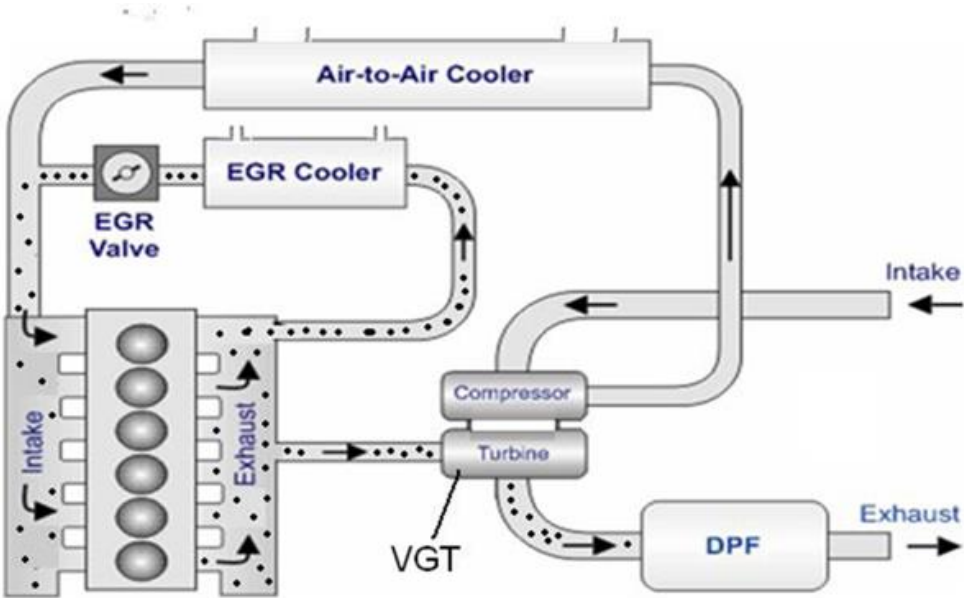 Air-to-Air Cooler
EGR Cooler
EGR
Valve
Intake
Compressor
Intake
Exhaust
Turbine
VGT
DPF
Exhaust